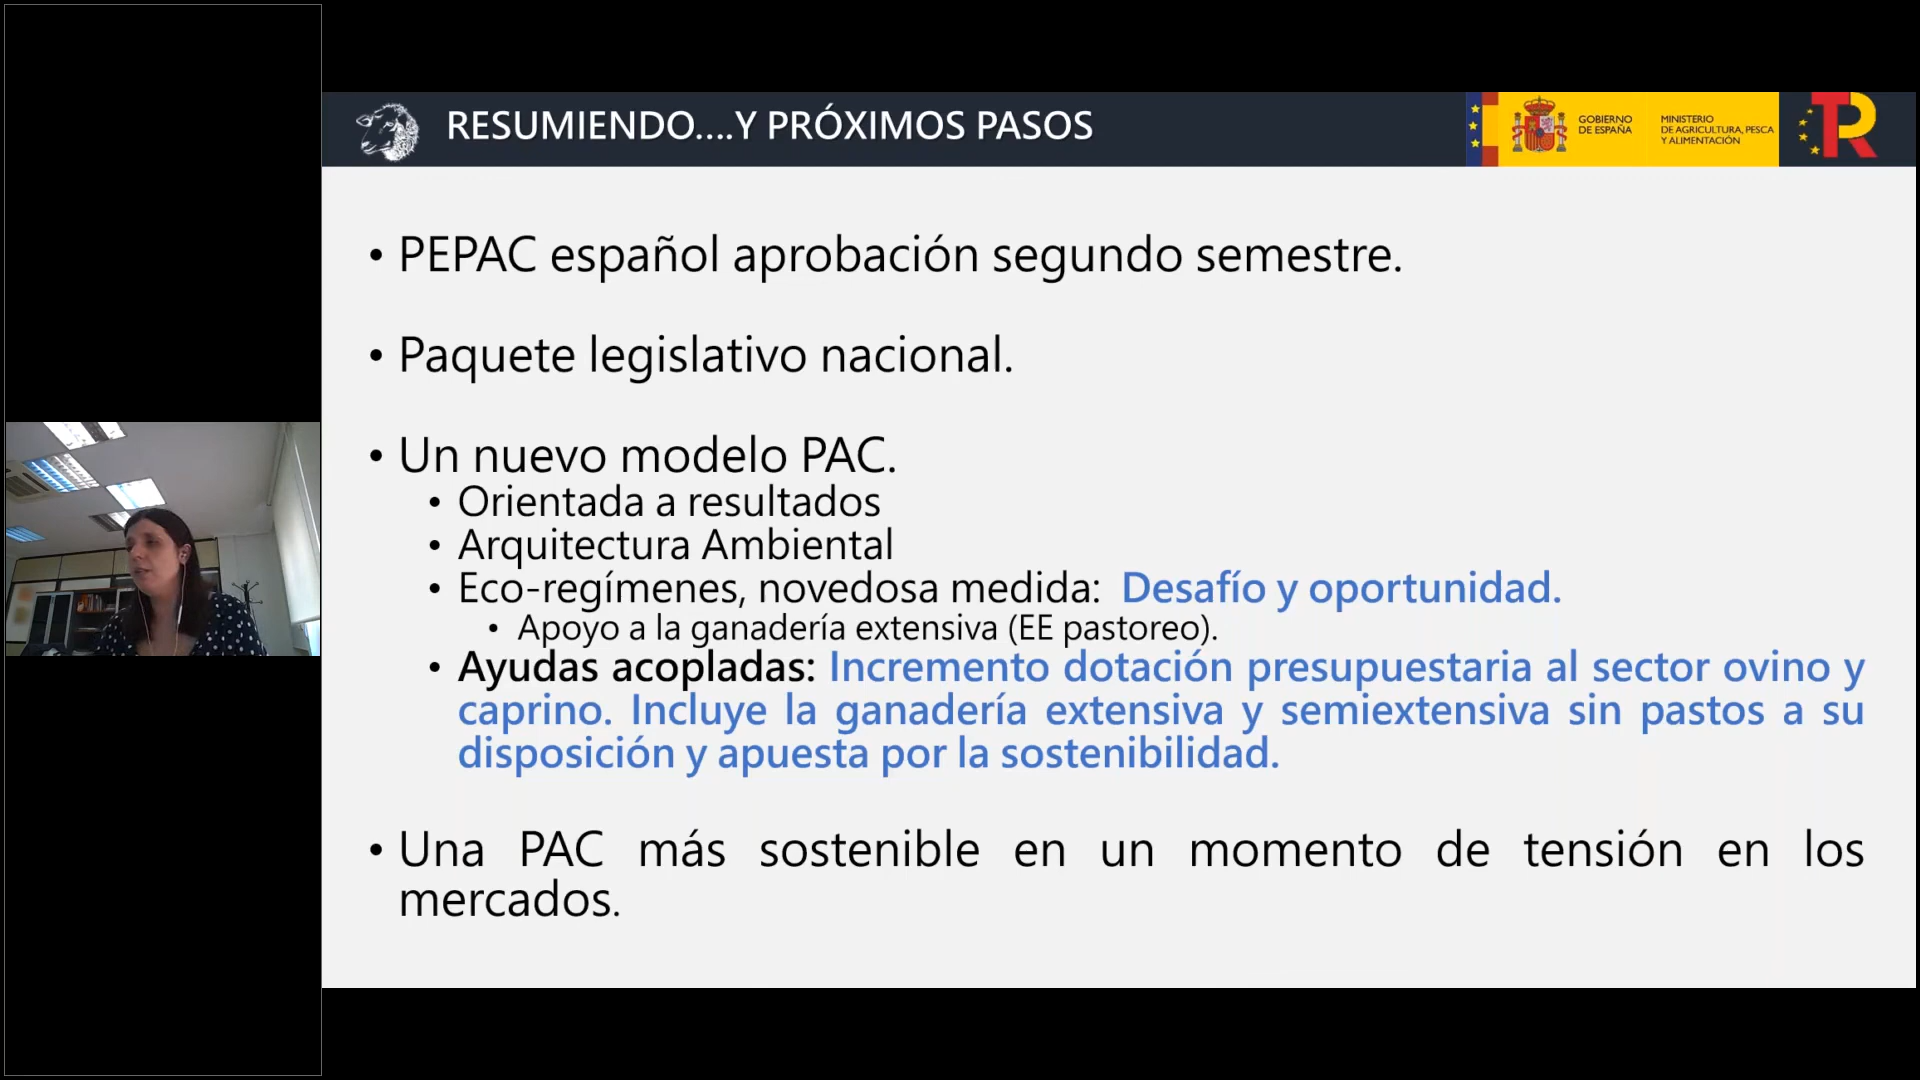 RESUMIENDO....Y PRÓXIMOS PASOS
GOBIERNO
DE ESPAÑA
MINISTERIO
DE AGRICULTURA, PESCA
Y ALIMENTACIÓN
TR
• PEPAC español aprobación segundo semestre.
• Paquete legislativo nacional.
• Un nuevo modelo PAC.
• Orientada a resultados
• Arquitectura Ambiental
• Eco-regímenes, novedosa medida: Desafío y oportunidad.
• Apoyo a la ganadería extensiva (EE pastoreo).
• Ayudas acopladas: Incremento dotación presupuestaria al sector ovino y
caprino. Incluye la ganadería extensiva y semiextensiva sin pastos a su
disposición y apuesta por la sostenibilidad.
• Una PAC más sostenible en un momento de tensión en los
mercados.